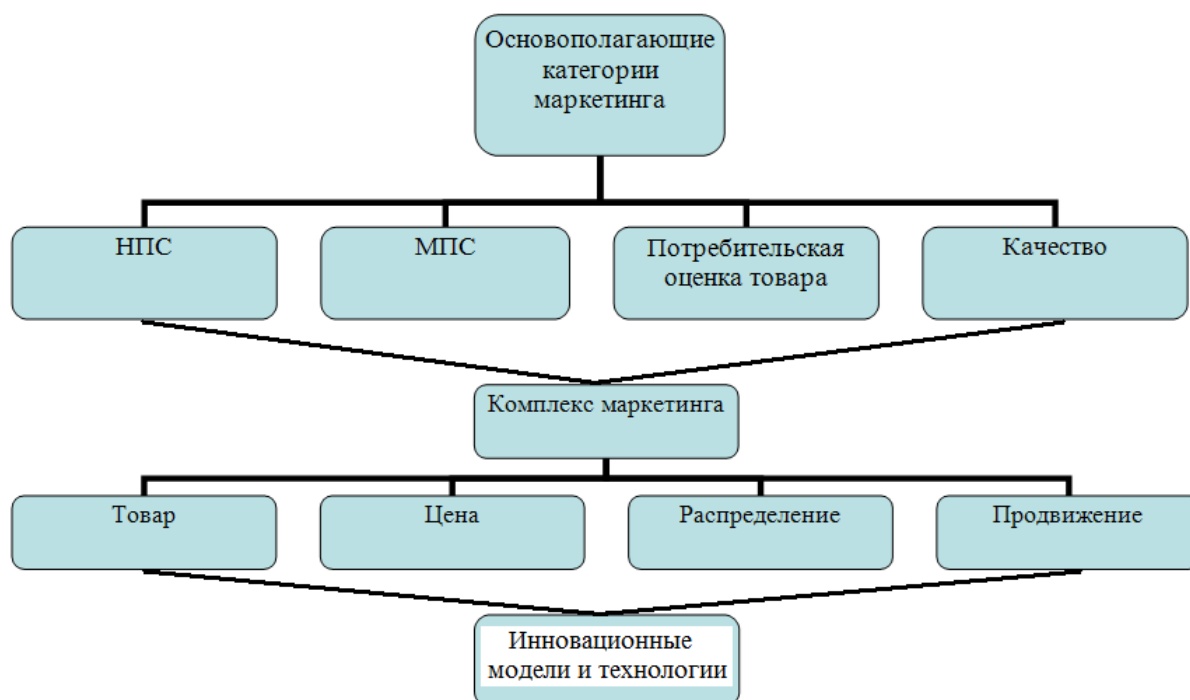 Основополагающие
категории
маркетинга
НПС
МПС
Потребительская
оценка товара
Качество
Комплекс маркетинга
Товар
Цена
Распределение
Продвижение
Инновационные
модели и технологии